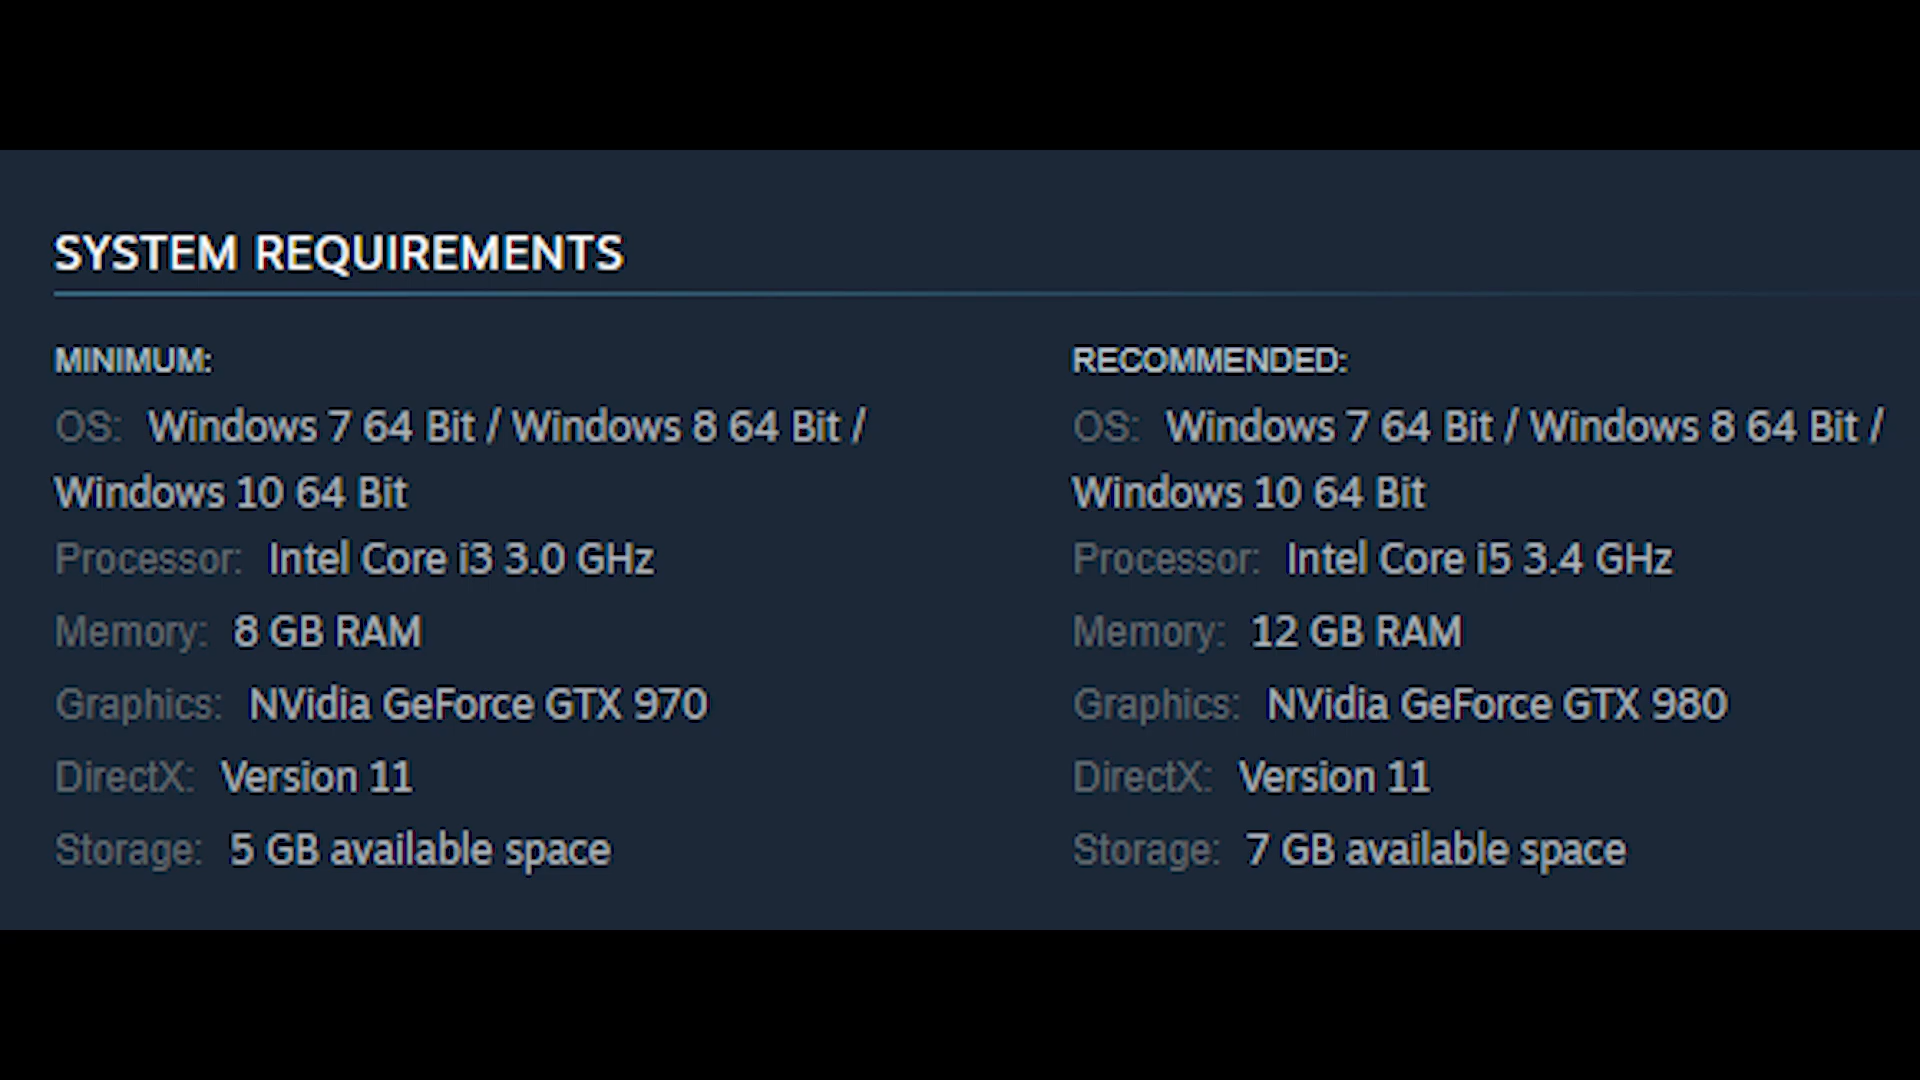 SYSTEM REQUIREMENTS
MINIMUM:
OS: Windows 7 64 Bit / Windows 8 64 Bit /
Windows 10 64 Bit
Processor: Intel Core i3 3.0 GHz
Memory: 8 GB RAM
Graphics: NVidia GeForce GTX 970
DirectX: Version 11
Storage: 5 GB available space
RECOMMENDED:
OS: Windows 7 64 Bit / Windows 8 64 Bit /
Windows 10 64 Bit
Processor: Intel Core i5 3.4 GHz
Memory: 12 GB RAM
Graphics: NVidia GeForce GTX 980
DirectX: Version 11
Storage: 7 GB available space